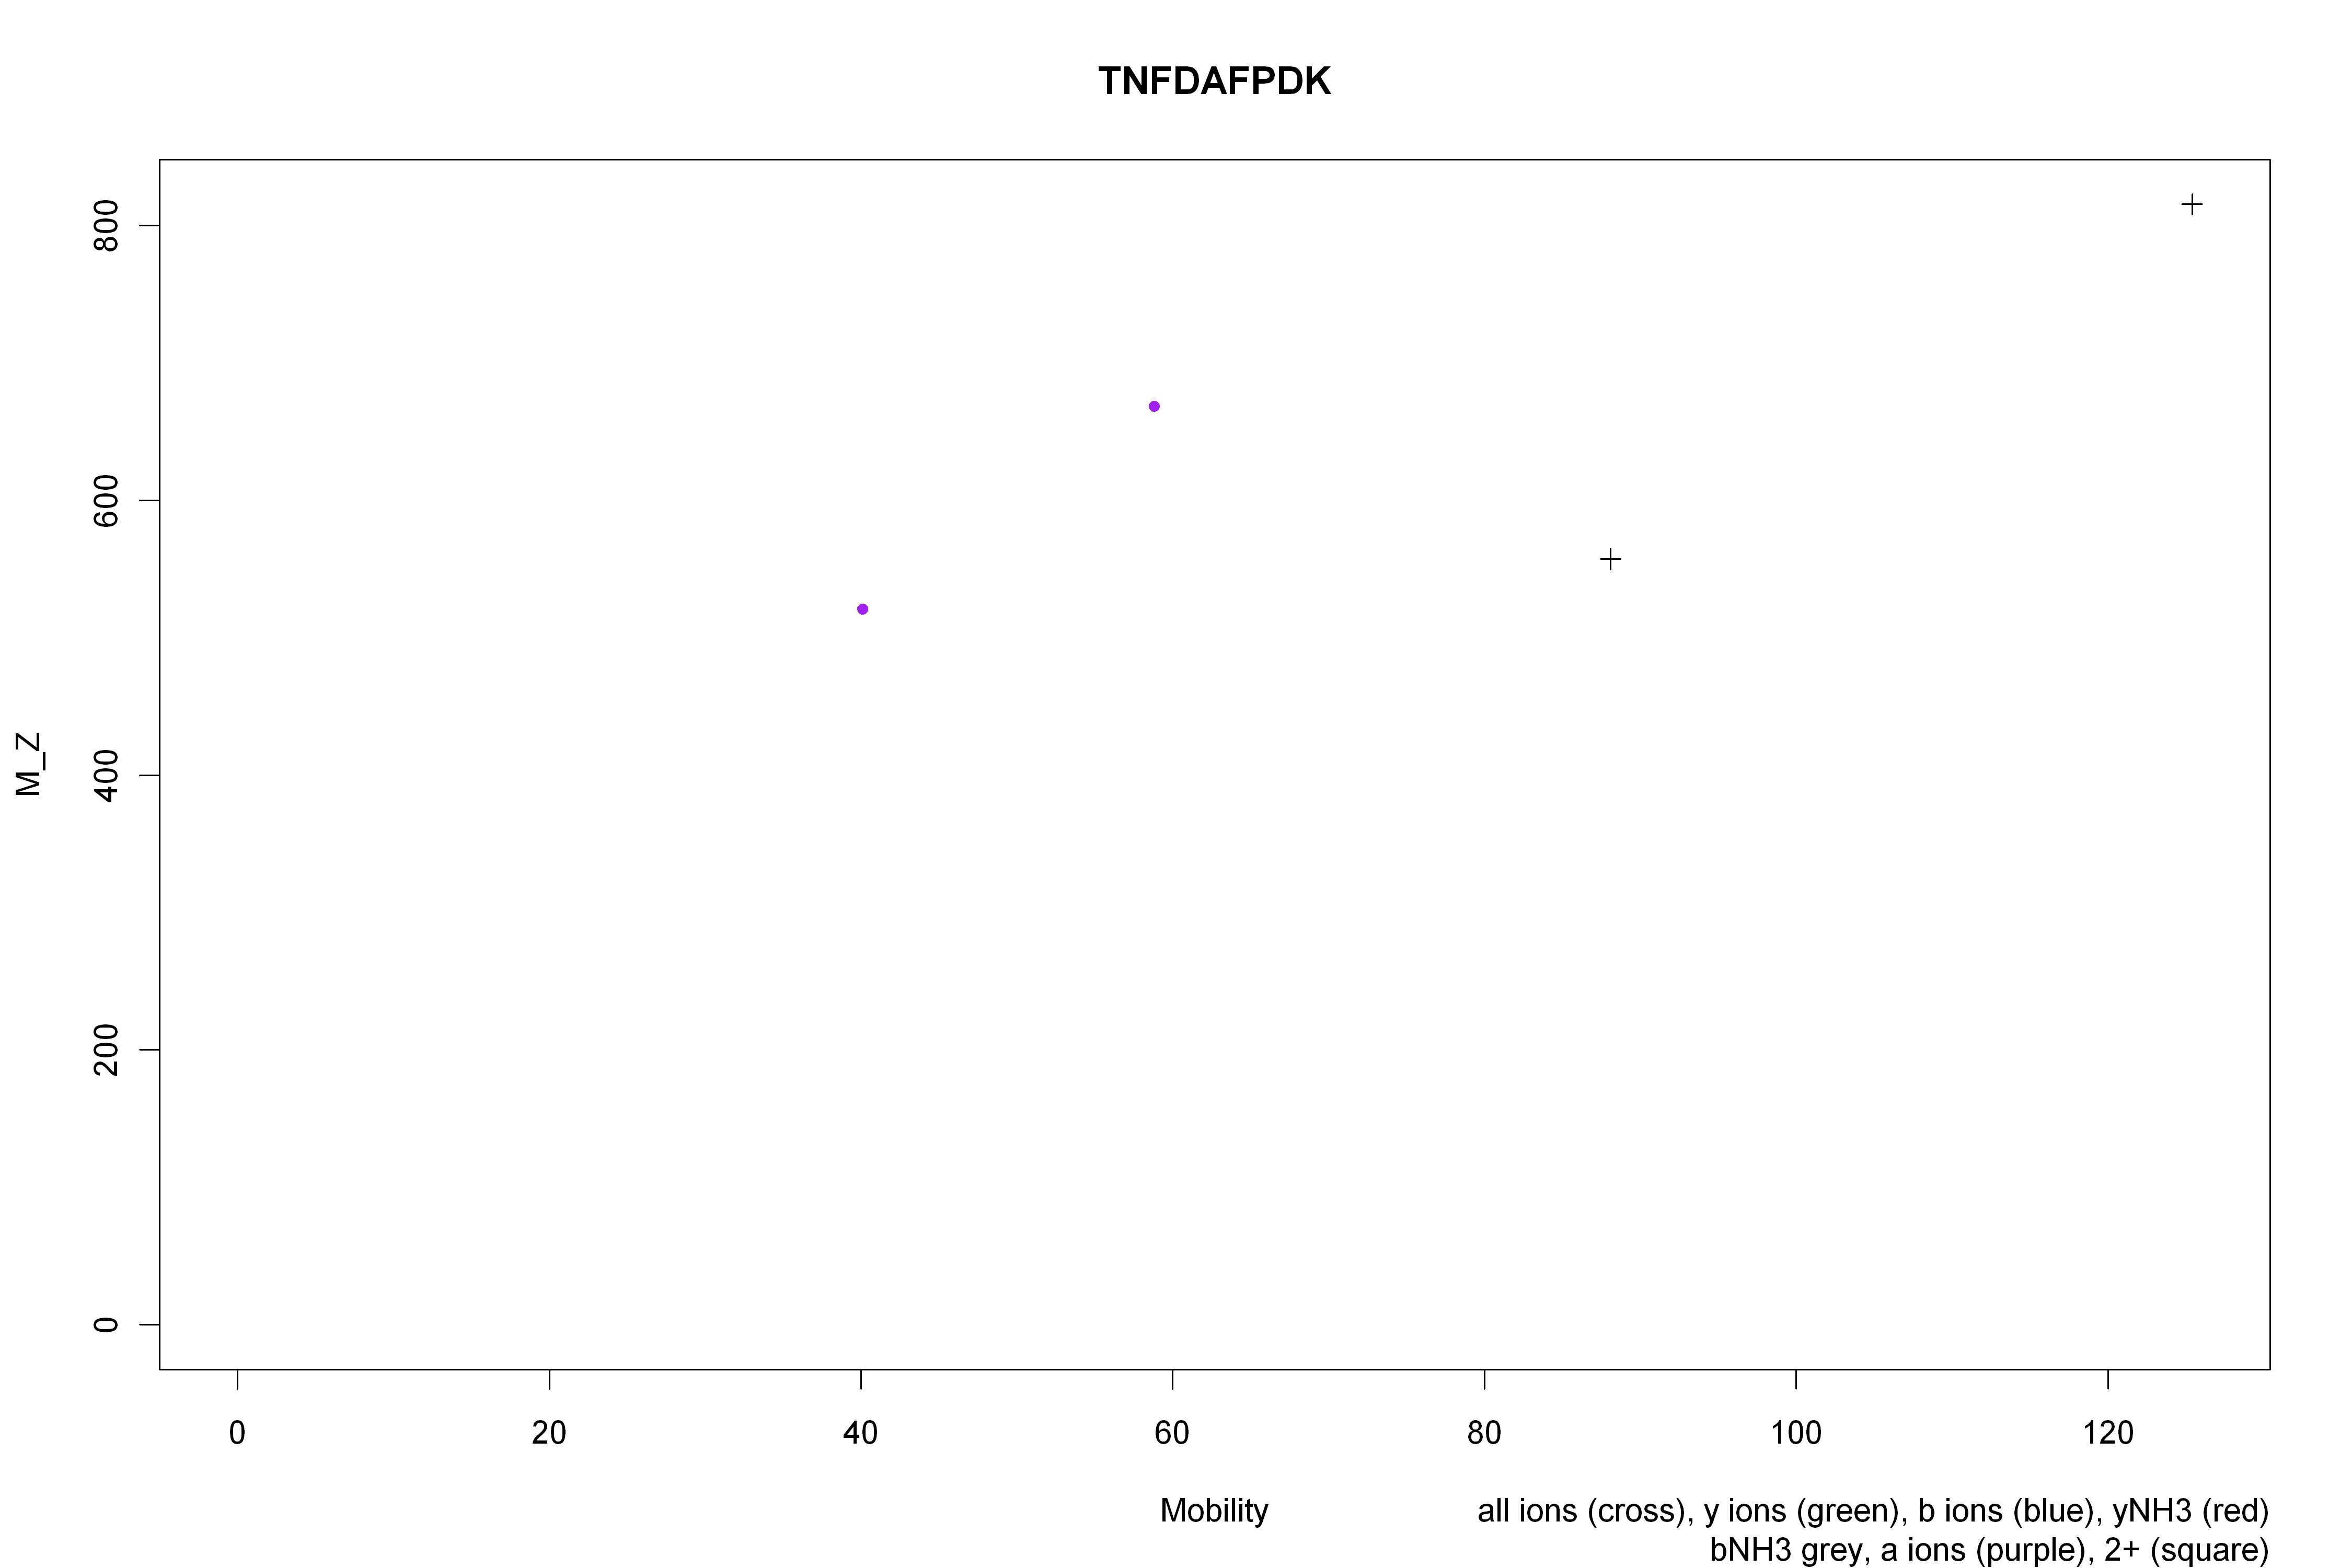 TNFDAFPDK
M_Z
800
600
400
200
0
0 20 40 60 80 100 120
Mobility
all ions (cross), y ions (green), b ions (blue), yNH3 (red)
bNH3 grey, a ions (purple), 2+ (square)